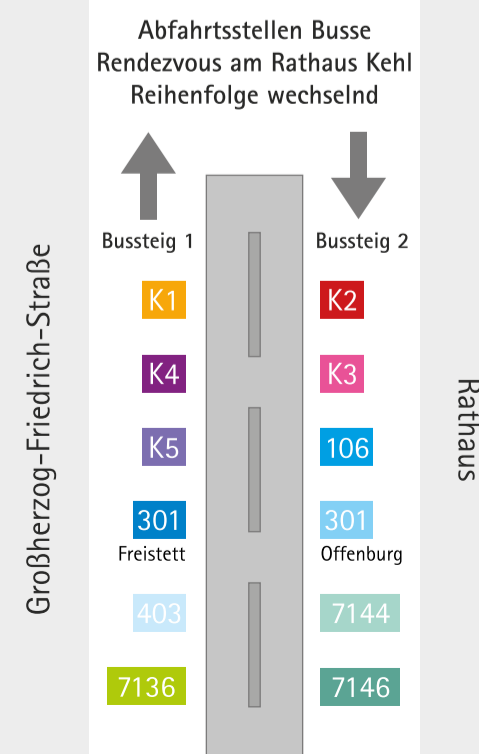 Abfahrtsstellen Busse
Rendezvous am Rathaus Kehl
Reihenfolge wechselnd
Großherzog-Friedrich-Straße
Bussteig 1
K1
K4
K5
301
Freistett
403
7136
Bussteig 2
K2
K3
106
301
Offenburg
7144
7146
Rathaus